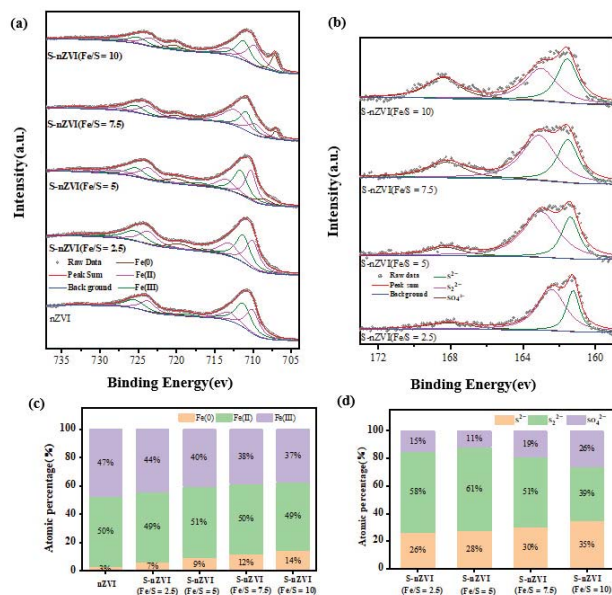 (a)
S-nZVI(Fe/S= 10)
S-nZVI(Fe/S= 7.5)
S-nZVI(Fe/S = 5)
S-nZVI(Fe/S= 2.5)
Raw Data
Fe(0)
Peak Sum
Fe(II)
Back ground
Fe(III)
nZVI
Intensity(a.u.)
737 730 723 717 710 704
Binding Energy(ev)
(b)
S-nZVI(Fe/S = 10)
S-nZVI(Fe/S = 7.5)
S-nZVI(Fe/S = 5)
Raw data
S²⁻
Peak sum
S₂²⁻
Background
SO₄⁴⁻
S-nZVI(Fe/S = 2.5)
Intensity(a.u.)
172 168 164 160
Binding Energy(ev)
(c)
Fe(0) Fe(II) Fe(III)
Atomic percentage(%)
100
80
60
40
20
0
47% 44% 40% 38% 37%
50% 49% 51% 50% 49%
3% 7% 9% 12% 14%
nZVI S-nZVI S-nZVI S-nZVI S-nZVI
(Fe/S = 2.5) (Fe/S = 5) (Fe/S = 7.5) (Fe/S = 10)
(d)
S²⁻ S₂²⁻ SO₄²⁻
Atomic percentage(%)
100
80
60
40
20
0
15% 11% 19% 26%
58% 61% 51% 39%
26% 28% 30% 35%
S-nZVI S-nZVI S-nZVI S-nZVI
(Fe/S = 2.5) (Fe/S = 5) (Fe/S = 7.5) (Fe/S = 10)